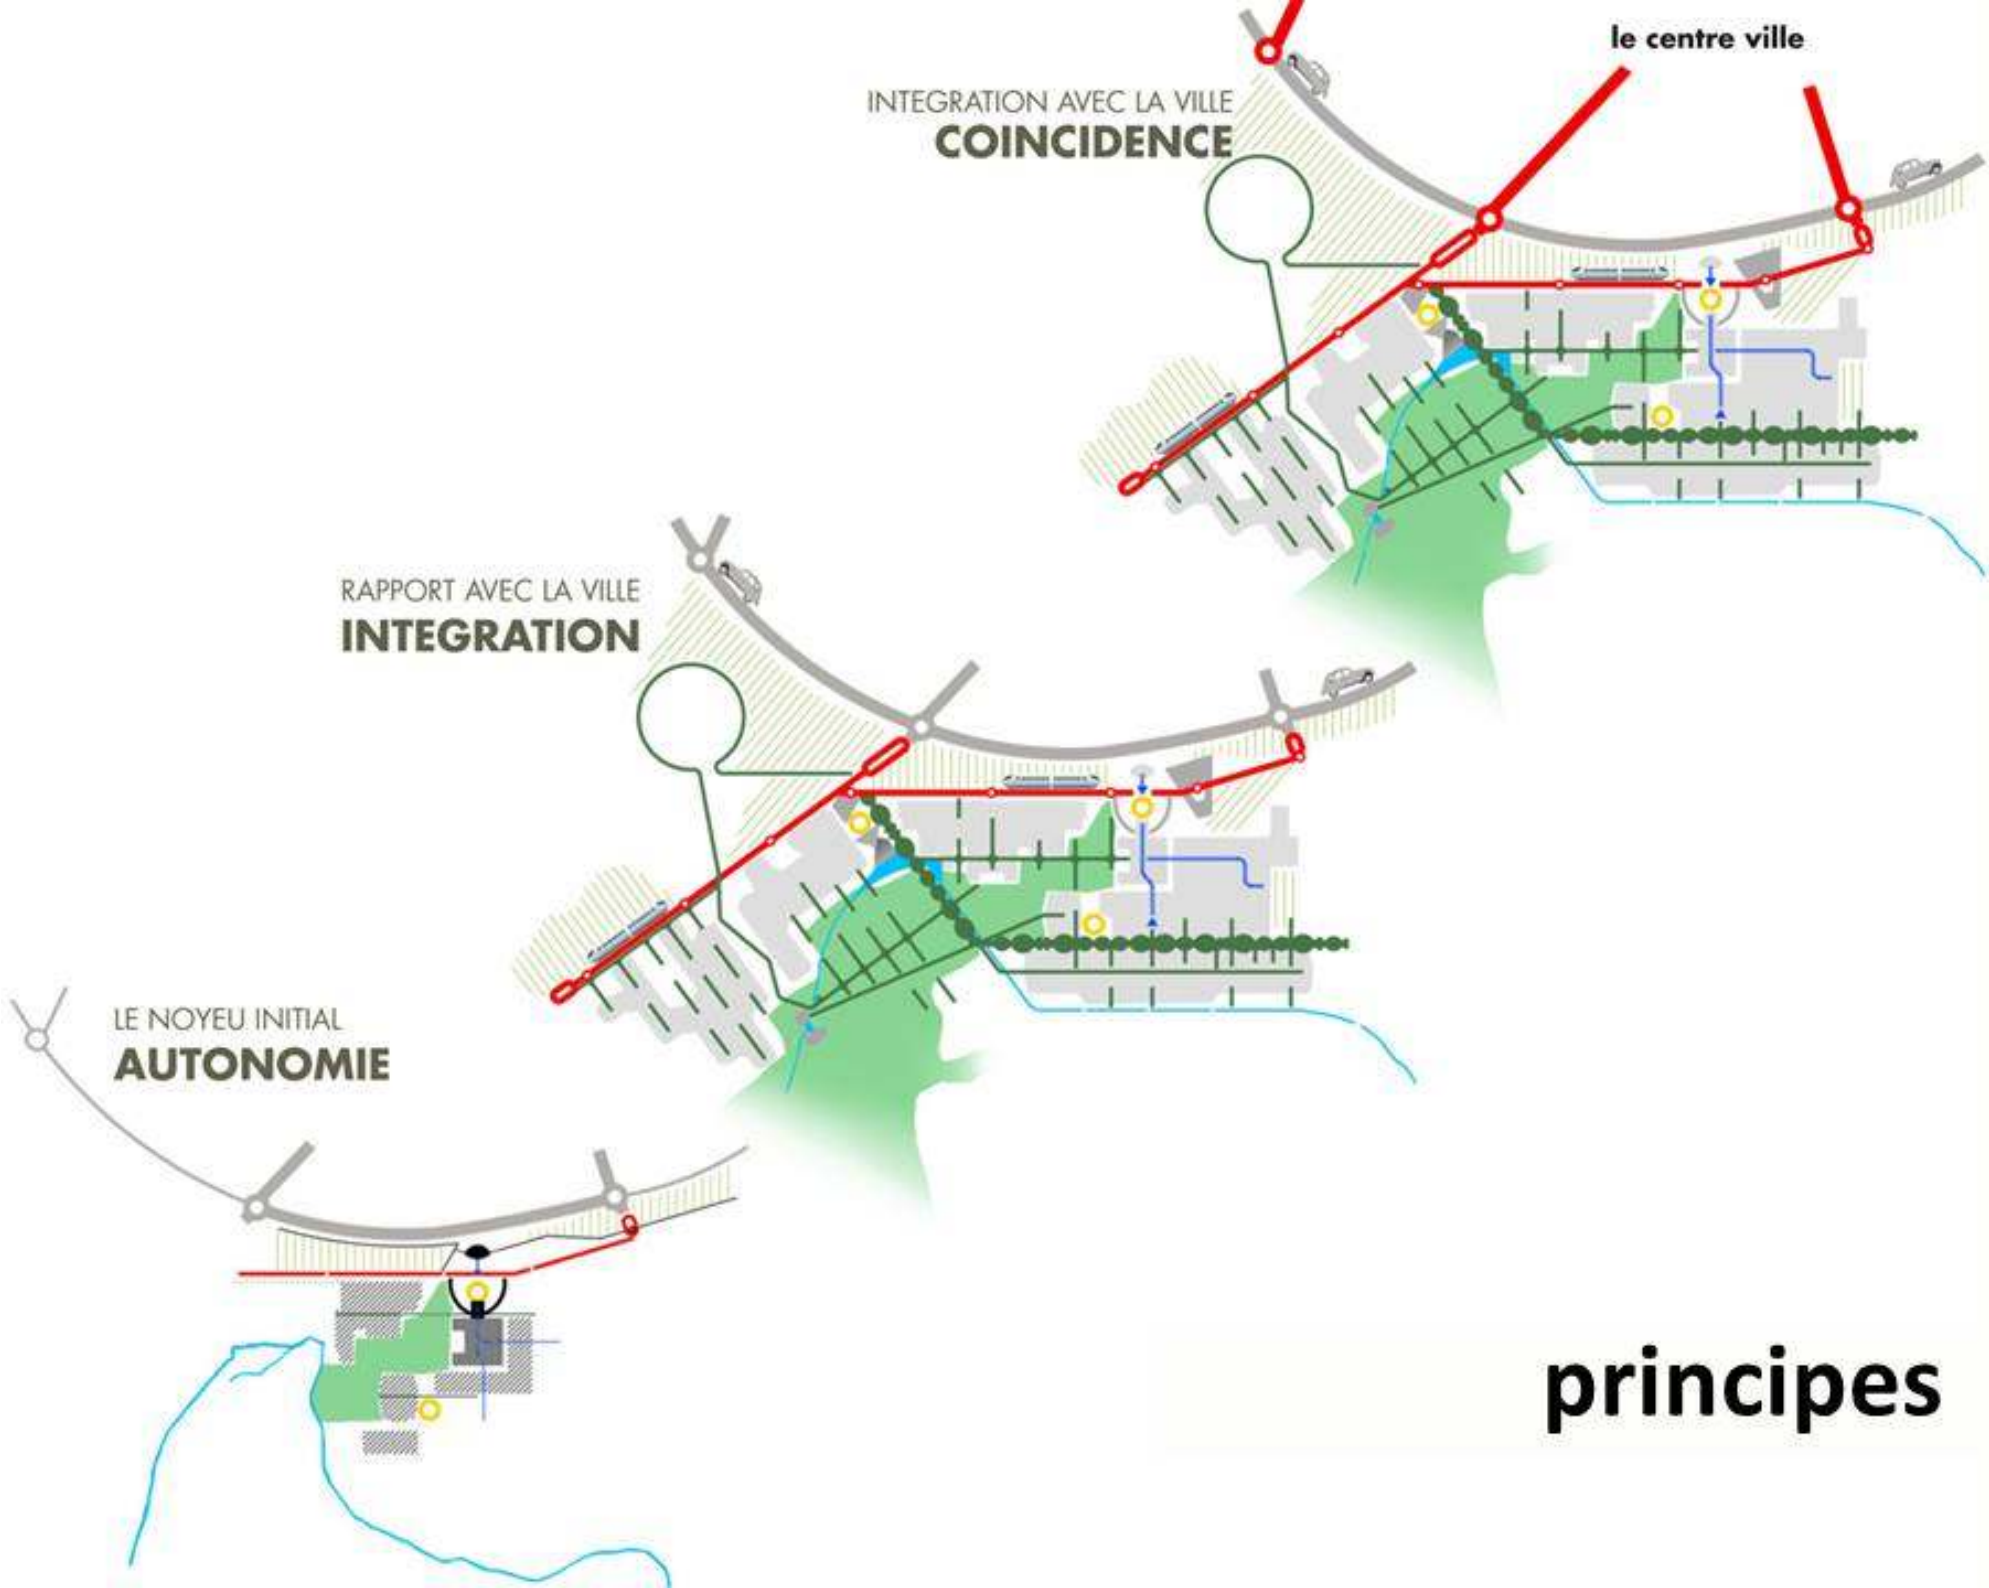 le centre ville
INTEGRATION AVEC LA VILLE
COINCIDENCE
RAPPORT AVEC LA VILLE
INTEGRATION
LE NOYEU INITIAL
AUTONOMIE
principes